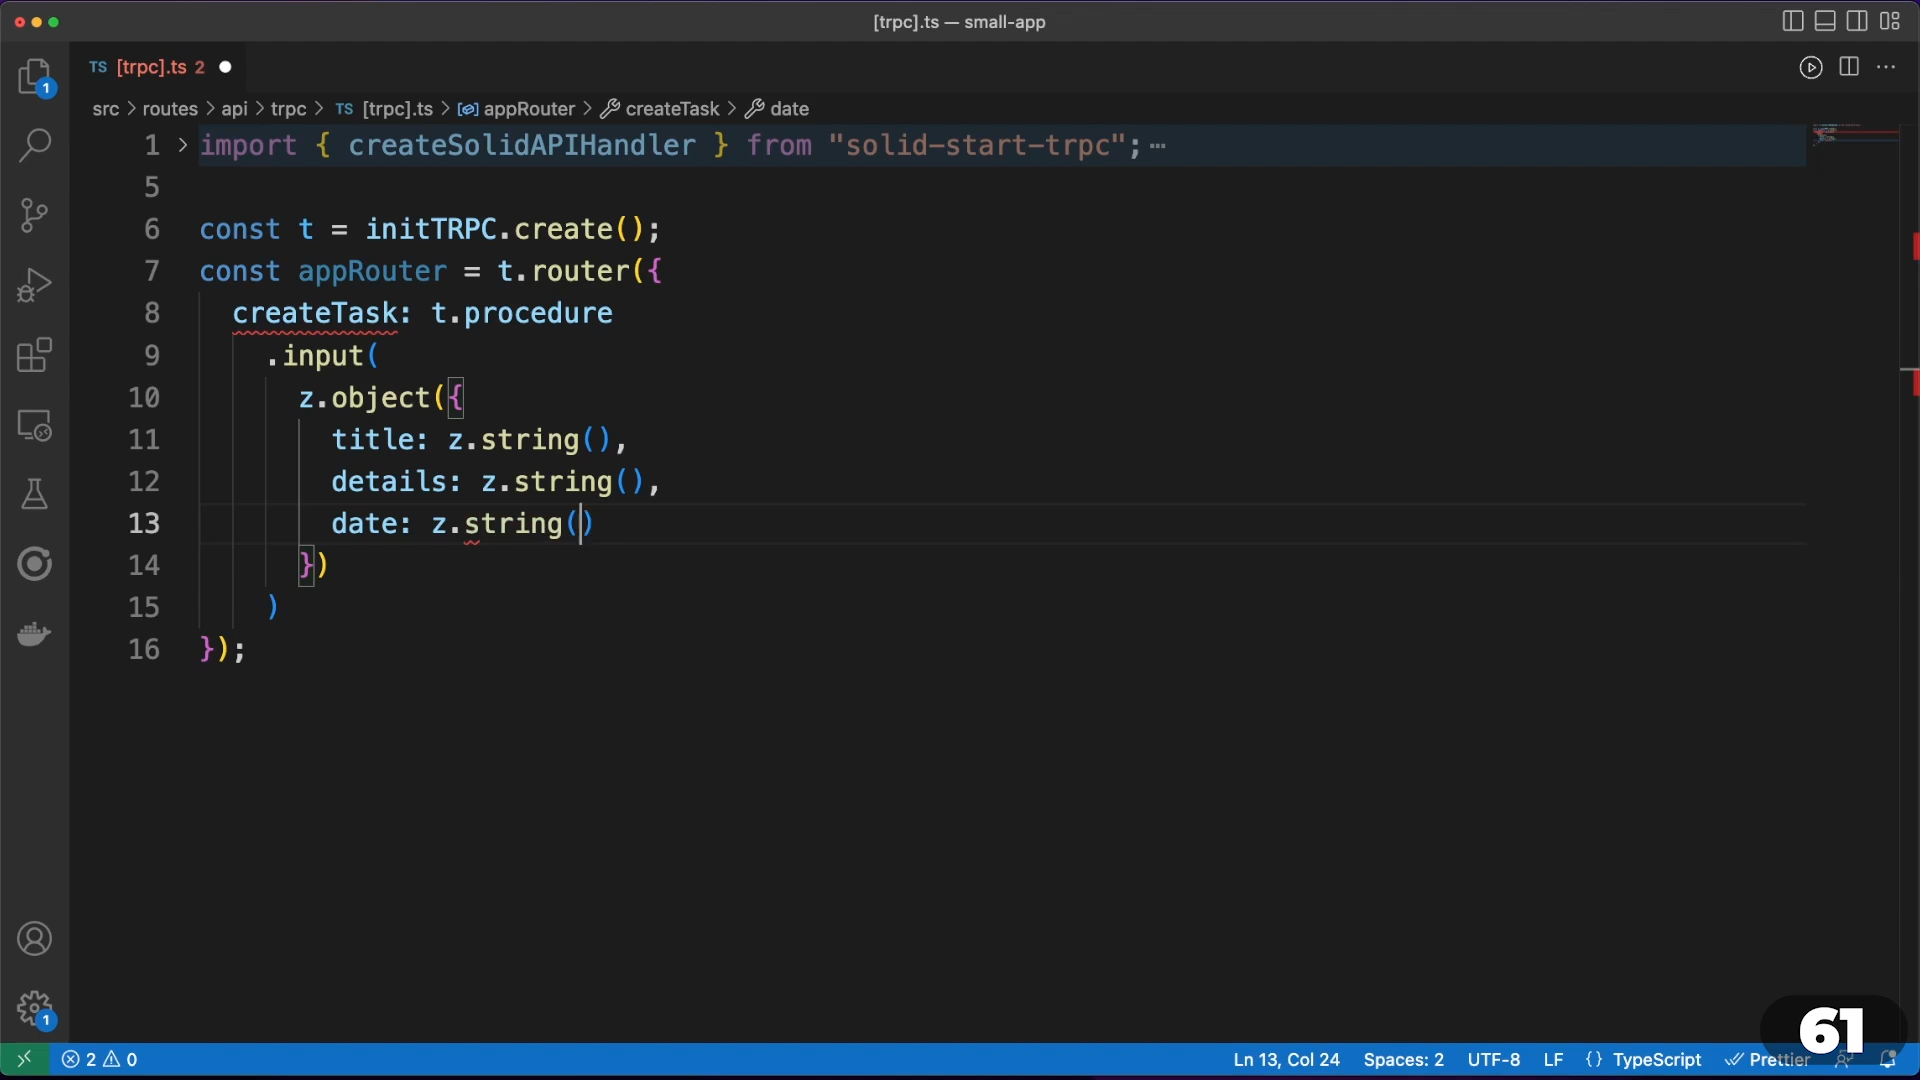 [trpc].ts — small-app
TS [trpc].ts 2
src > routes > api > trpc > TS [trpc].ts > appRouter > createTask > date
1 import { createSolidAPIHandler } from "solid-start-trpc";
5
6 const t = initTRPC.create();
7 const appRouter = t.router({
8 createTask: t.procedure
9 .input(
10 z.object({
11 title: z.string(),
12 details: z.string(),
13 date: z.string()
14 })
15 )
16 });
1
1
2 0 Ln 13, Col 24 Spaces: 2 UTF-8 LF {} TypeScript Prettier
61